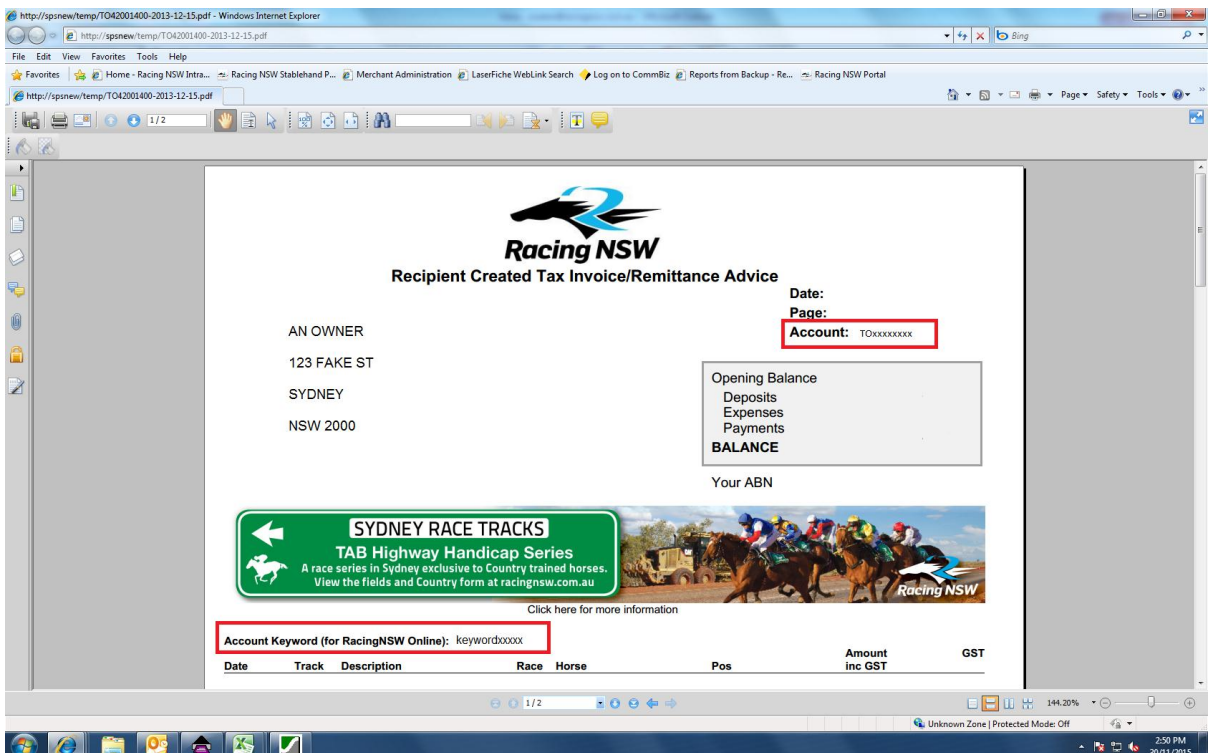 http://spsnew/temp/TO42001400-2013-12-15.pdf - Windows Internet Explorer
http://spsnew/temp/TO42001400-2013-12-15.pdf
Bing
File Edit View Favorites Tools Help
Favorites Home - Racing NSW Intra... Racing NSW Stablehand P... Merchant Administration LaserFiche WebLink Search Log on to CommBiz Reports from Backup - Re... Racing NSW Portal
http://spsnew/temp/TO42001400-2013-12-15.pdf
Page Safety Tools
1/2
Racing NSW
Recipient Created Tax Invoice/Remittance Advice
Date:
Page:
Account: TOxxxxxxxx
AN OWNER
123 FAKE ST
SYDNEY
NSW 2000
Opening Balance
Deposits
Expenses
Payments
BALANCE
Your ABN
SYDNEY RACE TRACKS
TAB Highway Handicap Series
A race series in Sydney exclusive to Country trained horses.
View the fields and Country form at racingnsw.com.au
CAT
Racing NSW
Click here for more information
Account Keyword (for RacingNSW Online): keywordxxxxx
Date Track Description Race Horse Pos Amount inc GST GST
1/2
144.20%
Unknown Zone | Protected Mode: Off
2:50 PM
20/11/2015